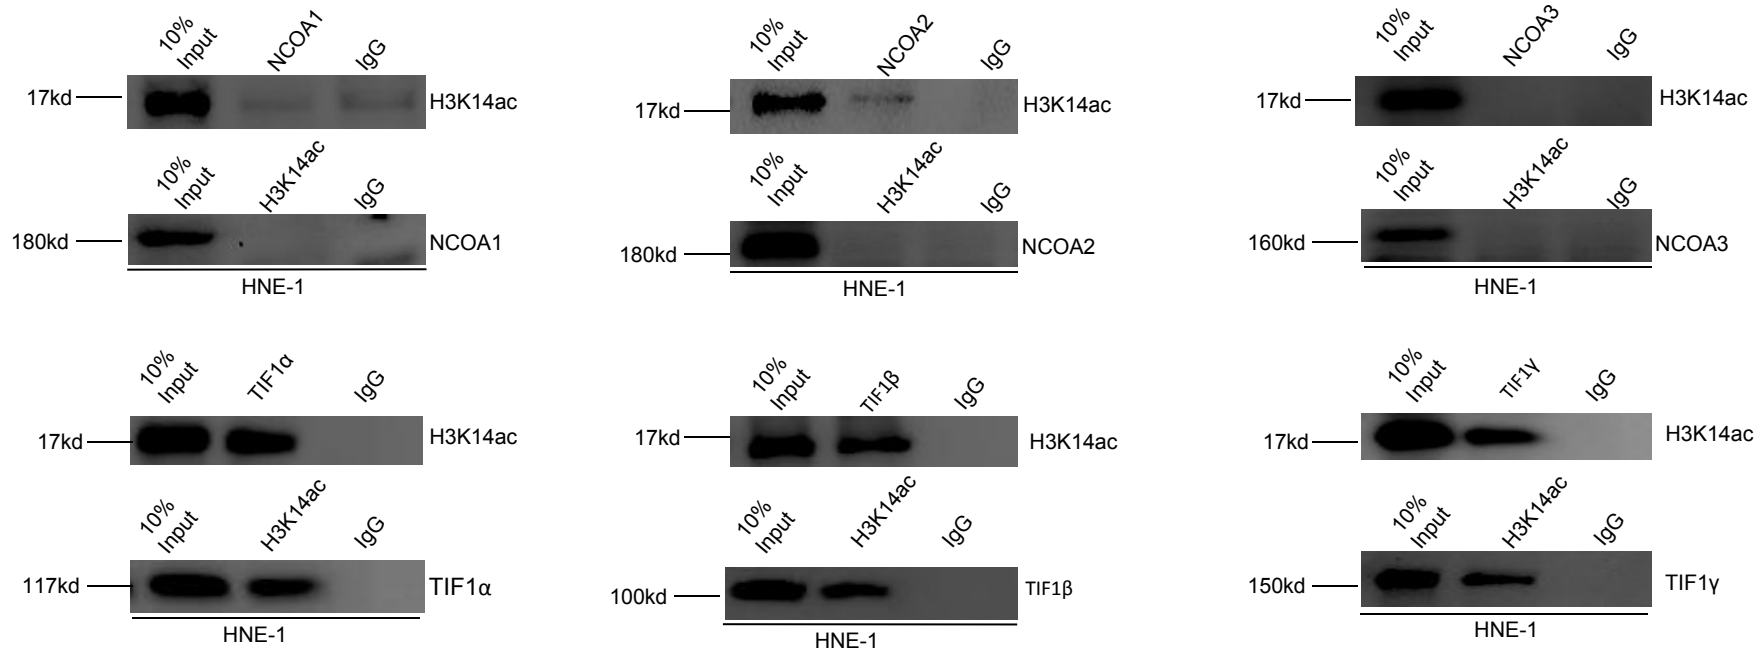 10% Input NCOA1 IgG
17kd H3K14ac
10% Input H3K14ac IgG
180kd NCOA1
HNE-1
10% Input NCOA2 IgG
17kd H3K14ac
10% Input H3K14ac IgG
180kd NCOA2
HNE-1
10% Input NCOA3 IgG
17kd H3K14ac
10% Input H3K14ac IgG
160kd NCOA3
HNE-1
10% Input TIF1α IgG
17kd H3K14ac
10% Input H3K14ac IgG
117kd TIF1α
HNE-1
10% Input TIF1β IgG
17kd H3K14ac
10% Input H3K14ac IgG
100kd TIF1β
HNE-1
10% Input TIF1γ IgG
17kd H3K14ac
10% Input H3K14ac IgG
150kd TIF1γ
HNE-1